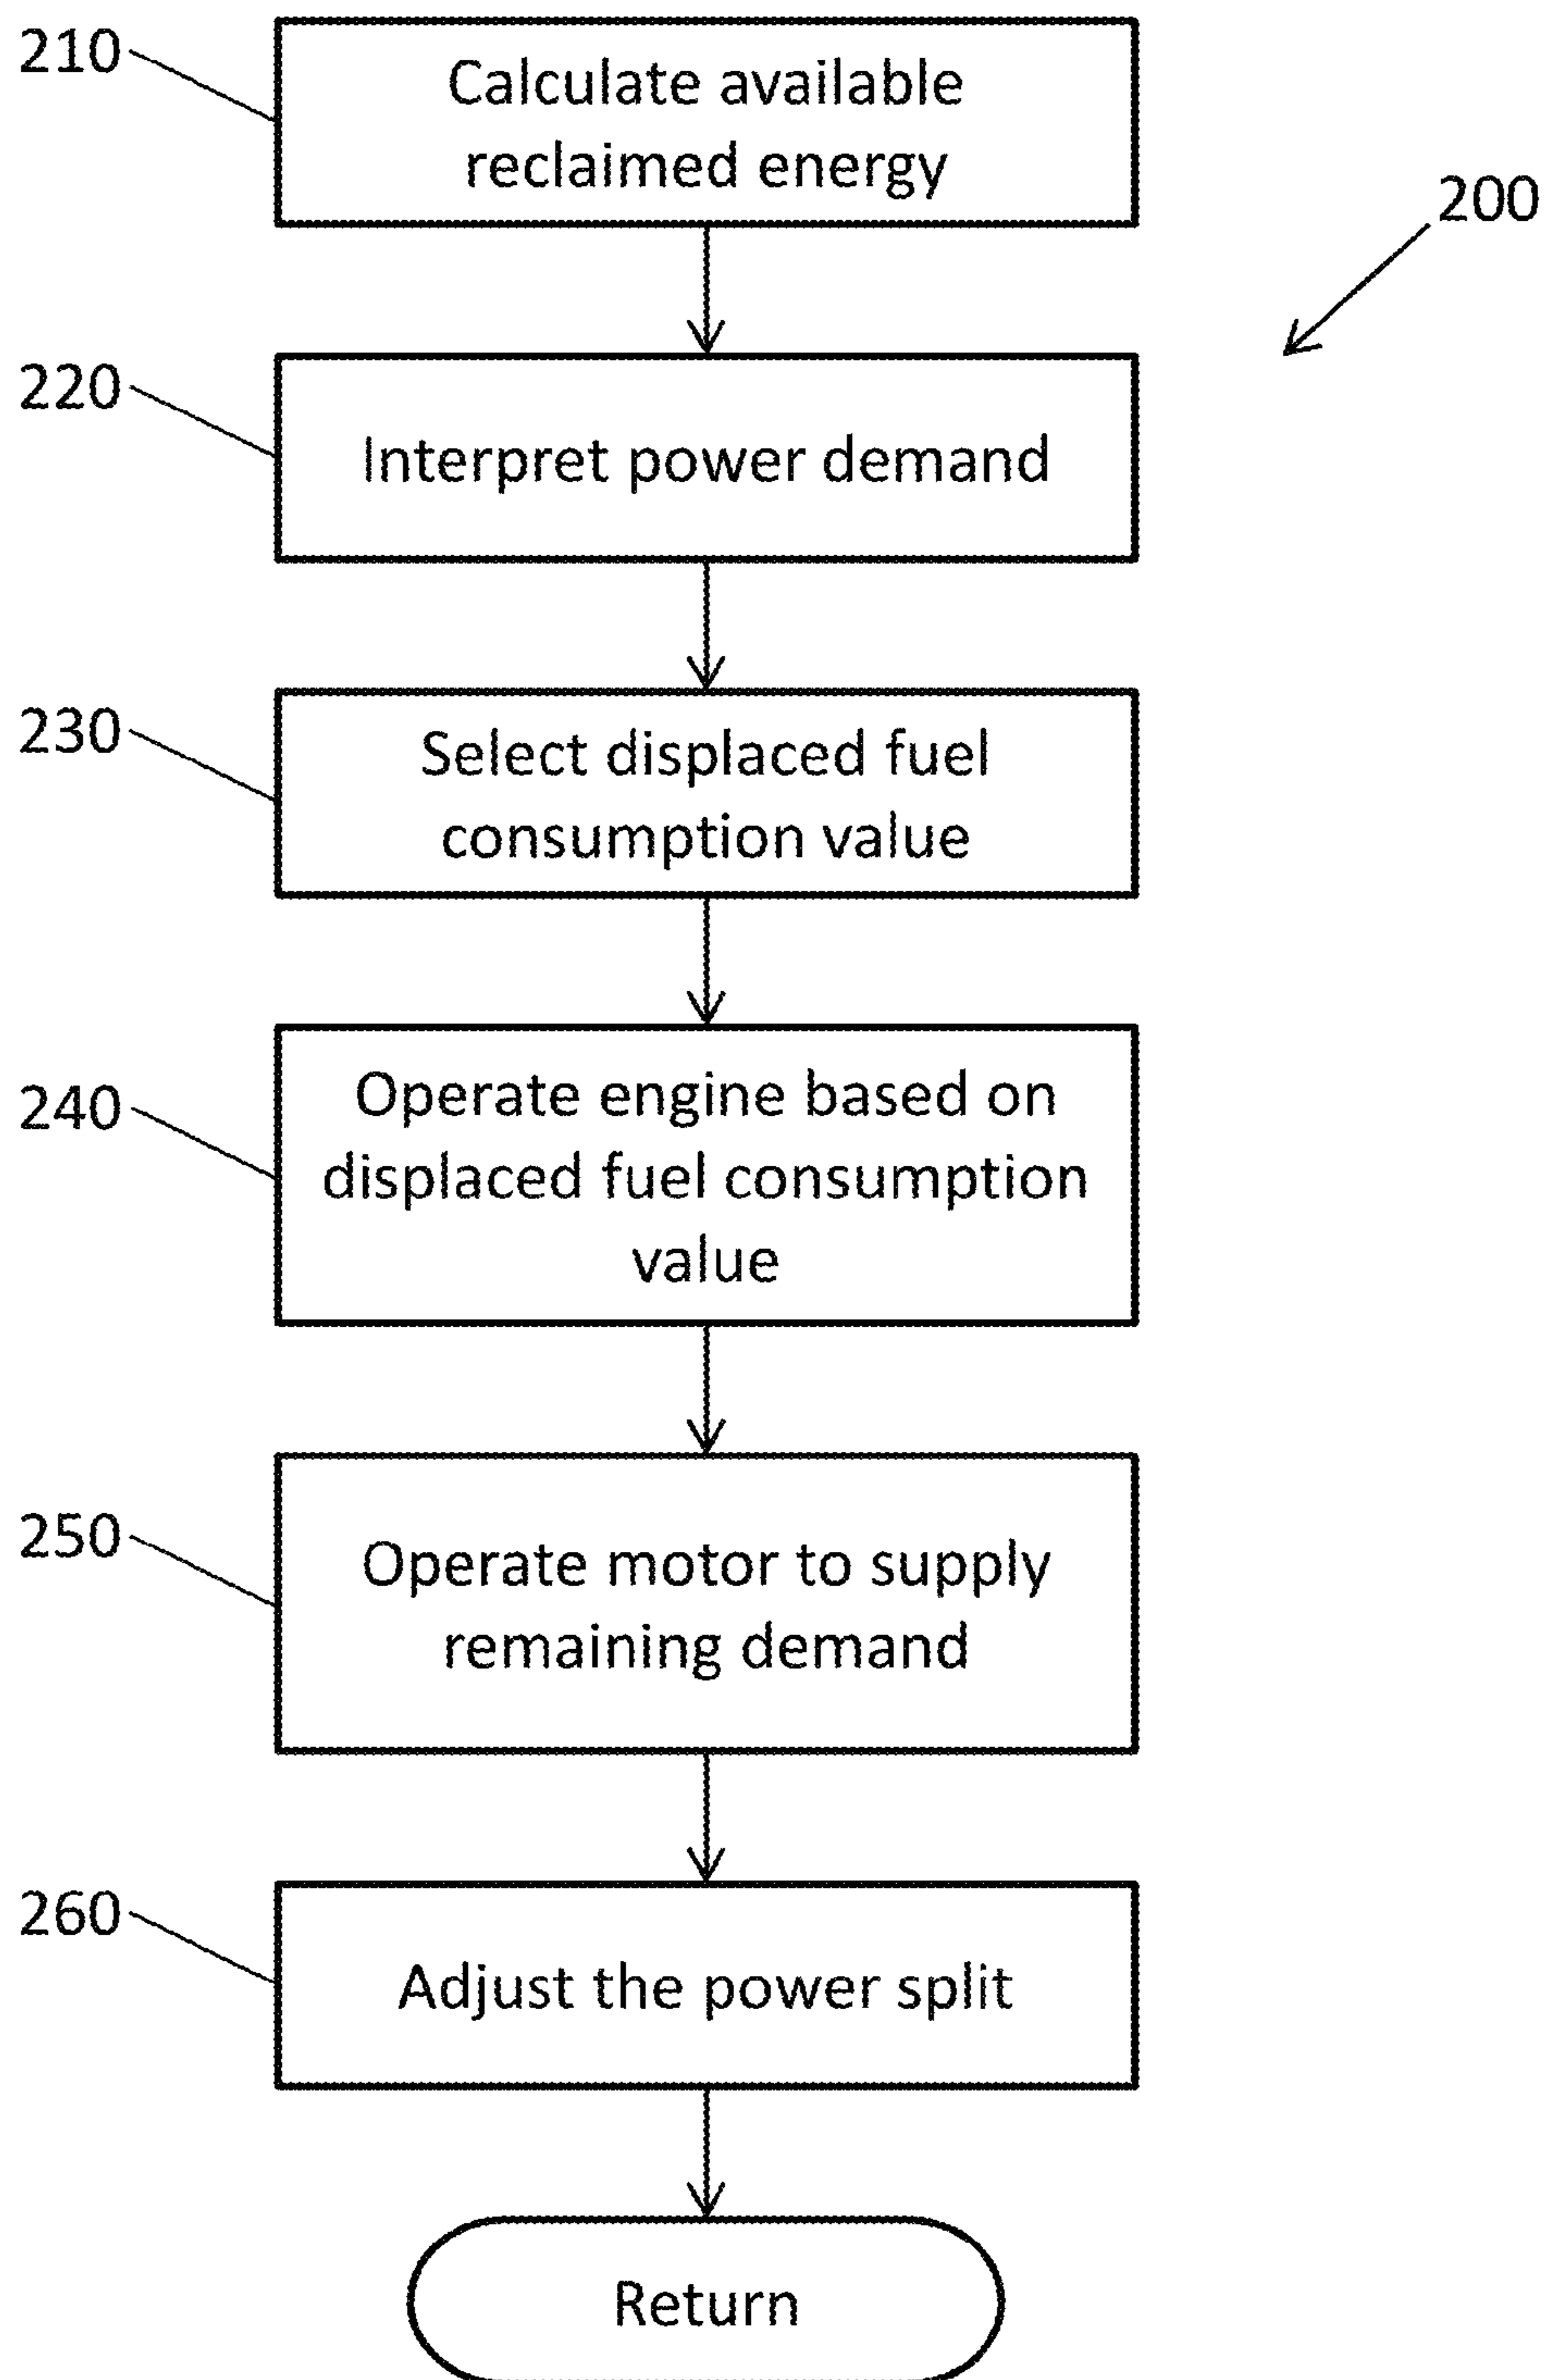 210
Calculate available
reclaimed energy
200
220
Interpret power demand
230
Select displaced fuel
consumption value
240
Operate engine based on
displaced fuel consumption
value
250
Operate motor to supply
remaining demand
260
Adjust the power split
Return